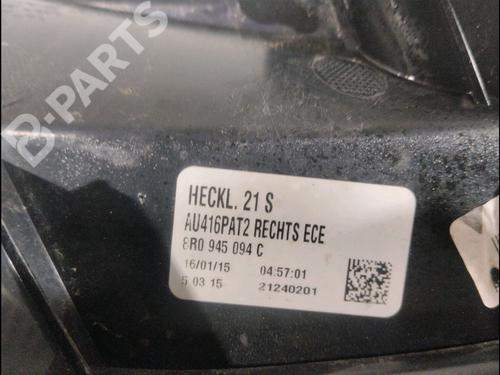 B-PARTS
HECKL. 21 S
AU416PAT2 RECHTS ECE
8R0 945 094 C
16/01/15 04:57:01
5 03 15 21240201